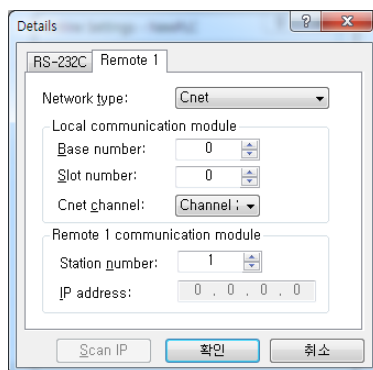 Details
RS-232C Remote 1
Network type: Cnet
Local communication module
Base number: 0
Slot number: 0
Cnet channel: Channel
Remote 1 communication module
Station number: 1
IP address: 0 . 0 . 0 . 0
Scan IP 확인 취소